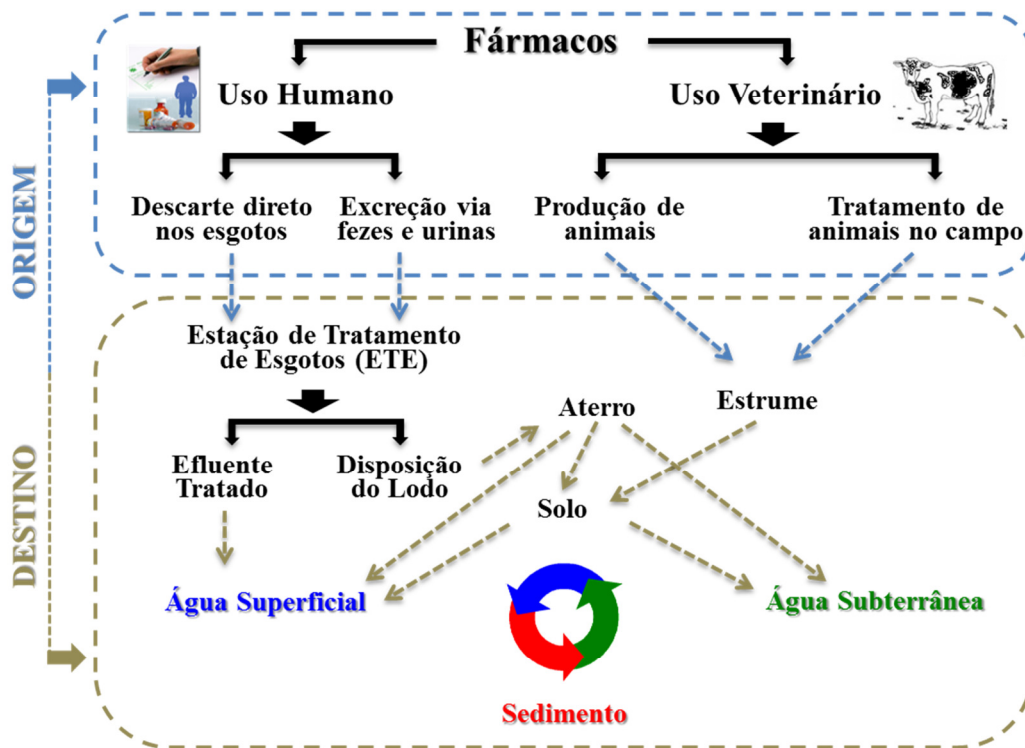 Fármacos
Uso Humano
Uso Veterinário
Descarte direto
nos esgotos
Excreção via
fezes e urinas
Produção de
animais
Tratamento de
animais no campo
ORIGEM
Estação de Tratamento
de Esgotos (ETE)
Aterro
Estrume
Efluente
Tratado
Disposição
do Lodo
Solo
DESTINO
Água Superficial
Água Subterrânea
Sedimento